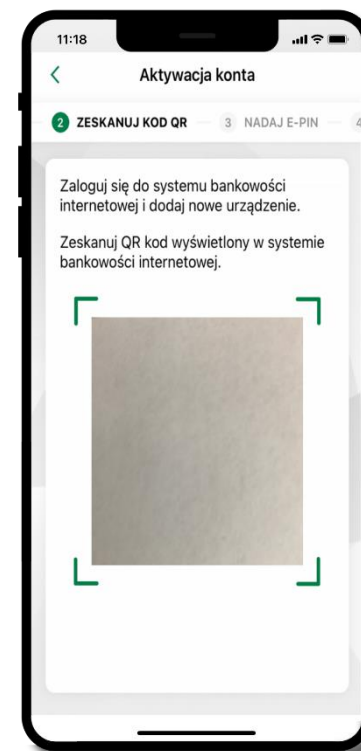 11:18
Aktywacja konta
2 ZESKANUJ KOD QR 3 NADAJ E-PIN 4
Zaloguj się do systemu bankowości
internetowej i dodaj nowe urządzenie.
Zeskanuj QR kod wyświetlony w systemie
bankowości internetowej.